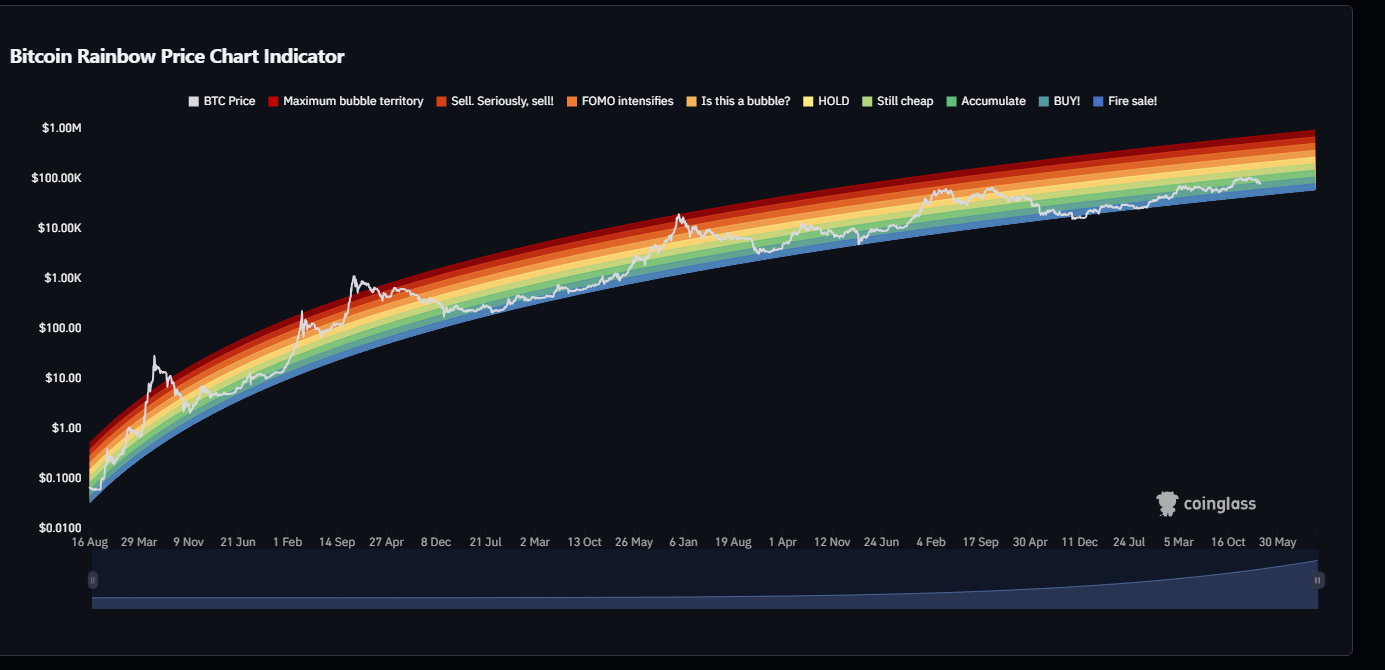 Bitcoin Rainbow Price Chart Indicator
BTC Price Maximum bubble territory Sell. Seriously, sell! FOMO intensifies Is this a bubble? HOLD Still cheap Accumulate BUY! Fire sale!
$1.00M
$100.00K
$10.00K
$1.00K
$100.00
$10.00
$1.00
$0.1000
$0.0100
coinglass
16 Aug 29 Mar 9 Nov 21 Jun 1 Feb 14 Sep 27 Apr 8 Dec 21 Jul 2 Mar 13 Oct 26 May 6 Jan 19 Aug 1 Apr 12 Nov 24 Jun 4 Feb 17 Sep 30 Apr 11 Dec 24 Jul 5 Mar 16 Oct 30 May